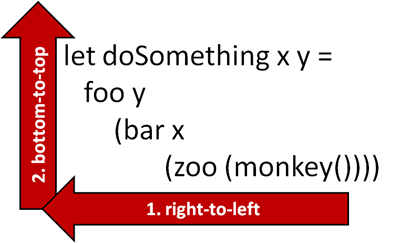 let doSomething x y =
foo y
(bar x
(zoo (monkey())))
2. bottom-to-top
1. right-to-left